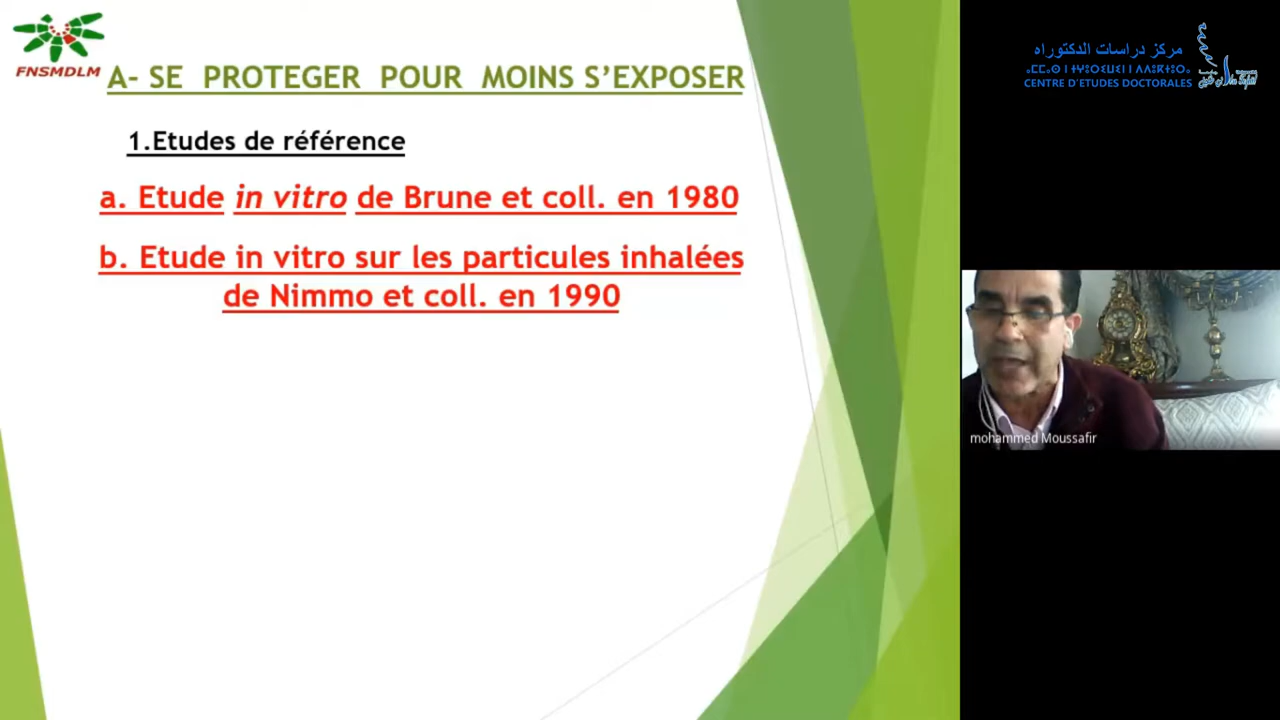 FNSMDLM
A- SE PROTEGER POUR MOINS S’EXPOSER
1.Etudes de référence
a. Etude in vitro de Brune et coll. en 1980
b. Etude in vitro sur les particules inhalées
de Nimmo et coll. en 1990
مركز دراسات الدكتوراه
CENTRE D'ETUDES DOCTORALES
mohammed Moussafir